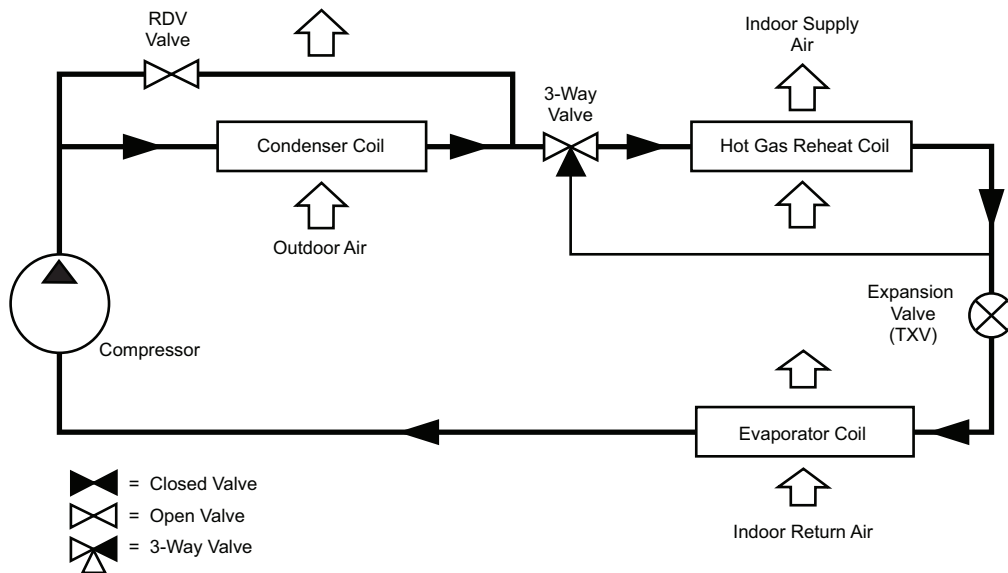 RDV
Valve
Indoor Supply
Air
3-Way
Valve
Condenser Coil
Hot Gas Reheat Coil
Outdoor Air
Expansion
Valve
(TXV)
Compressor
Evaporator Coil
= Closed Valve
= Open Valve
= 3-Way Valve
Indoor Return Air